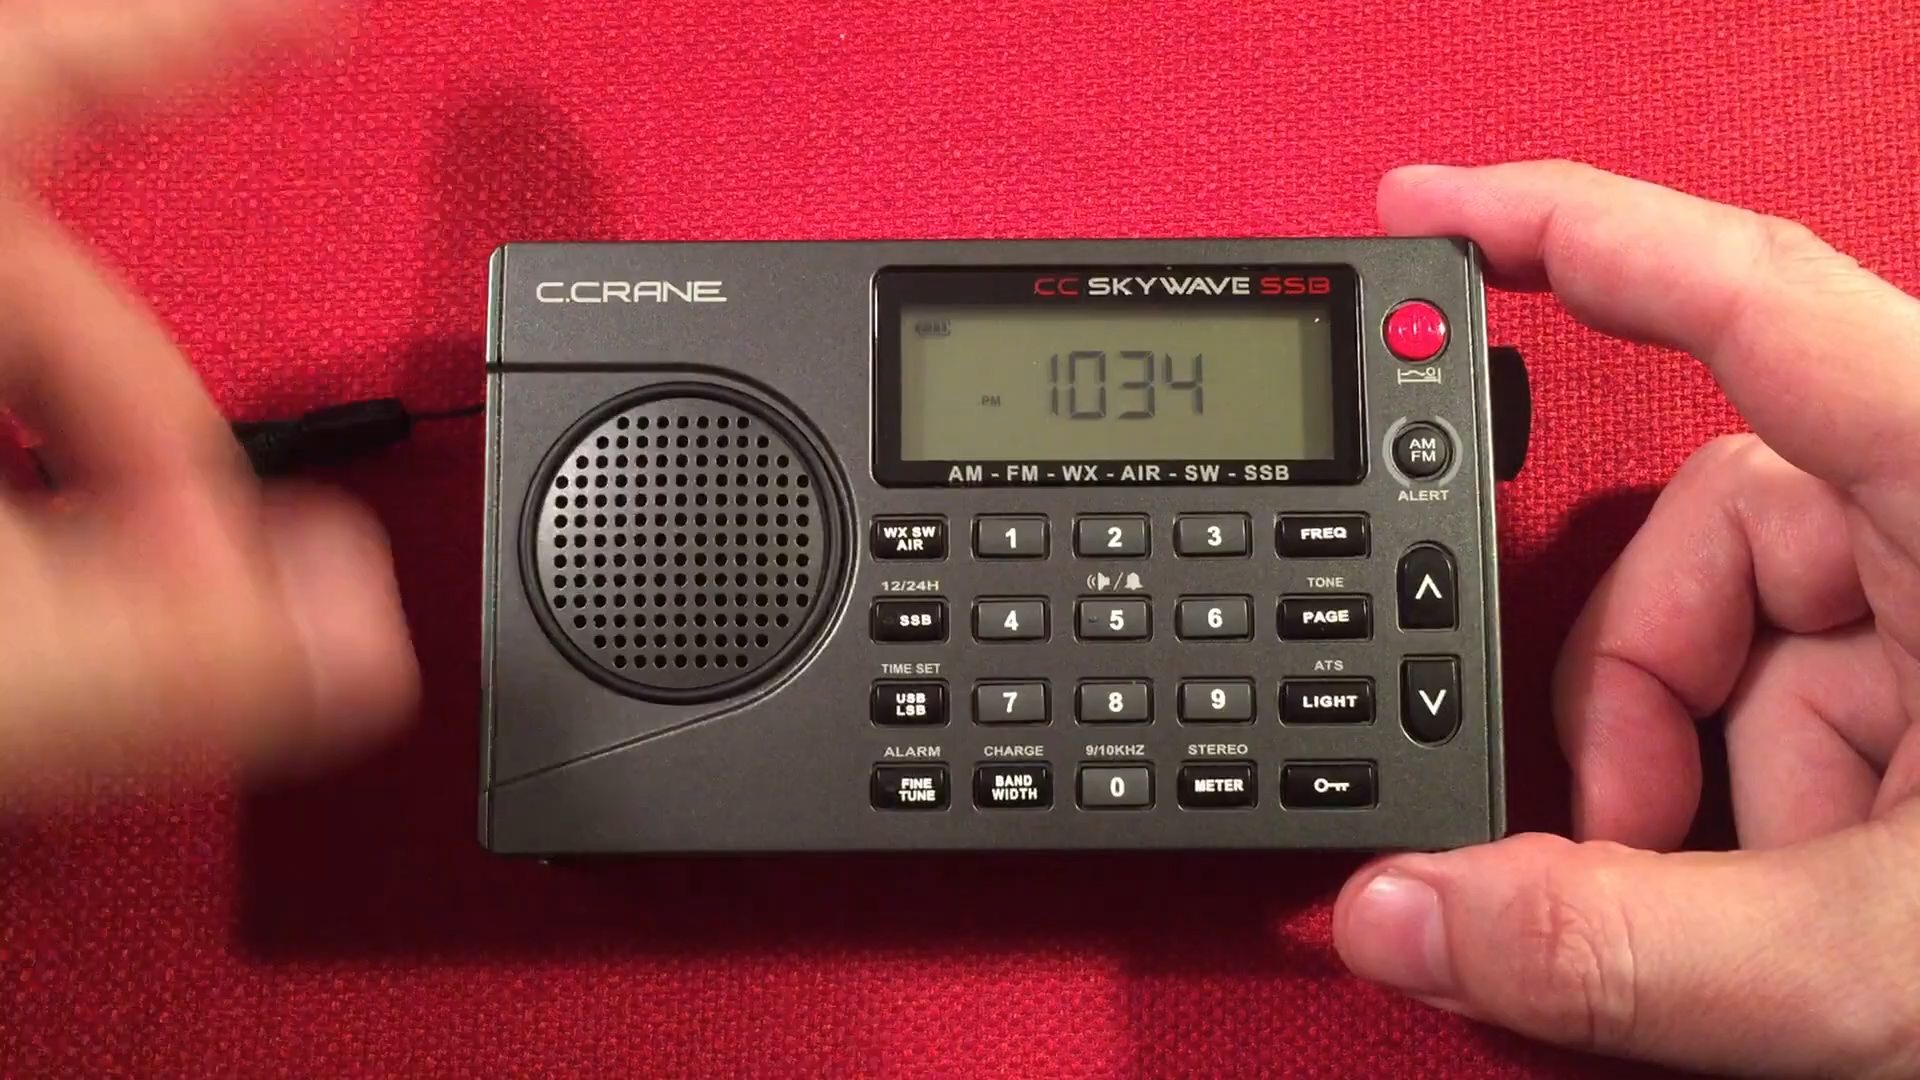 C.CRANE
CC SKYWAVE SSB
PM 1034
AM - FM - WX - AIR - SW - SSB
AM
FM
ALERT
WX SW
AIR
1
2
3
FREQ
12/24H
TONE
SSB
4
5
6
PAGE
TIME SET
ATS
USB
LSB
7
8
9
LIGHT
ALARM
CHARGE
9/10KHZ
STEREO
FINE
TUNE
BAND
WIDTH
0
METER